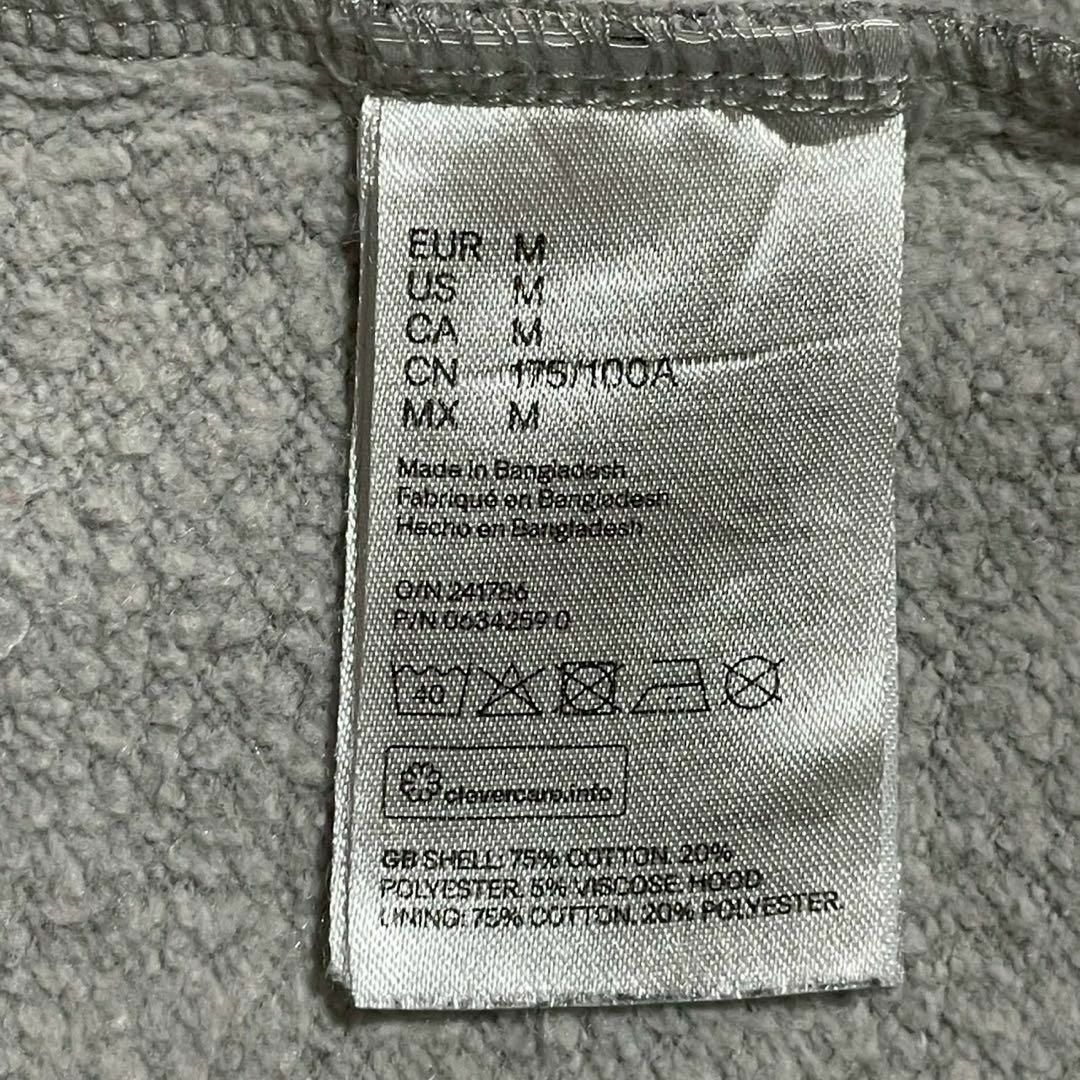 EUR M
US M
CA M
CN 175/100A
MX M
Made in Bangladesh
Fabriqué en Bangladesh
Hecho en Bangladesh
O/N 241786
P/N 0634259 0
40
clevercare.info
GB SHELL: 75% COTTON. 20%
POLYESTER. 5% VISCOSE. HOOD
LINING: 75% COTTON. 20% POLYESTER.